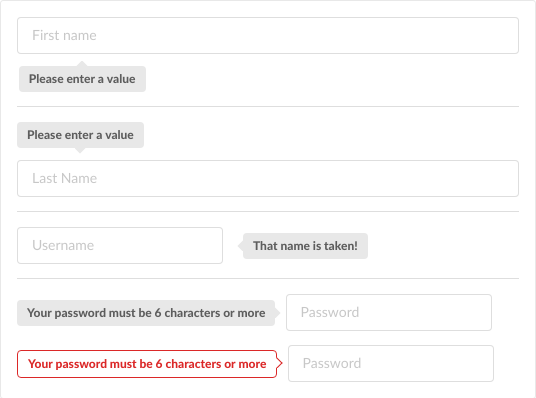 First name
Please enter a value
Please enter a value
Last Name
Username
That name is taken!
Your password must be 6 characters or more
Password
Your password must be 6 characters or more
Password